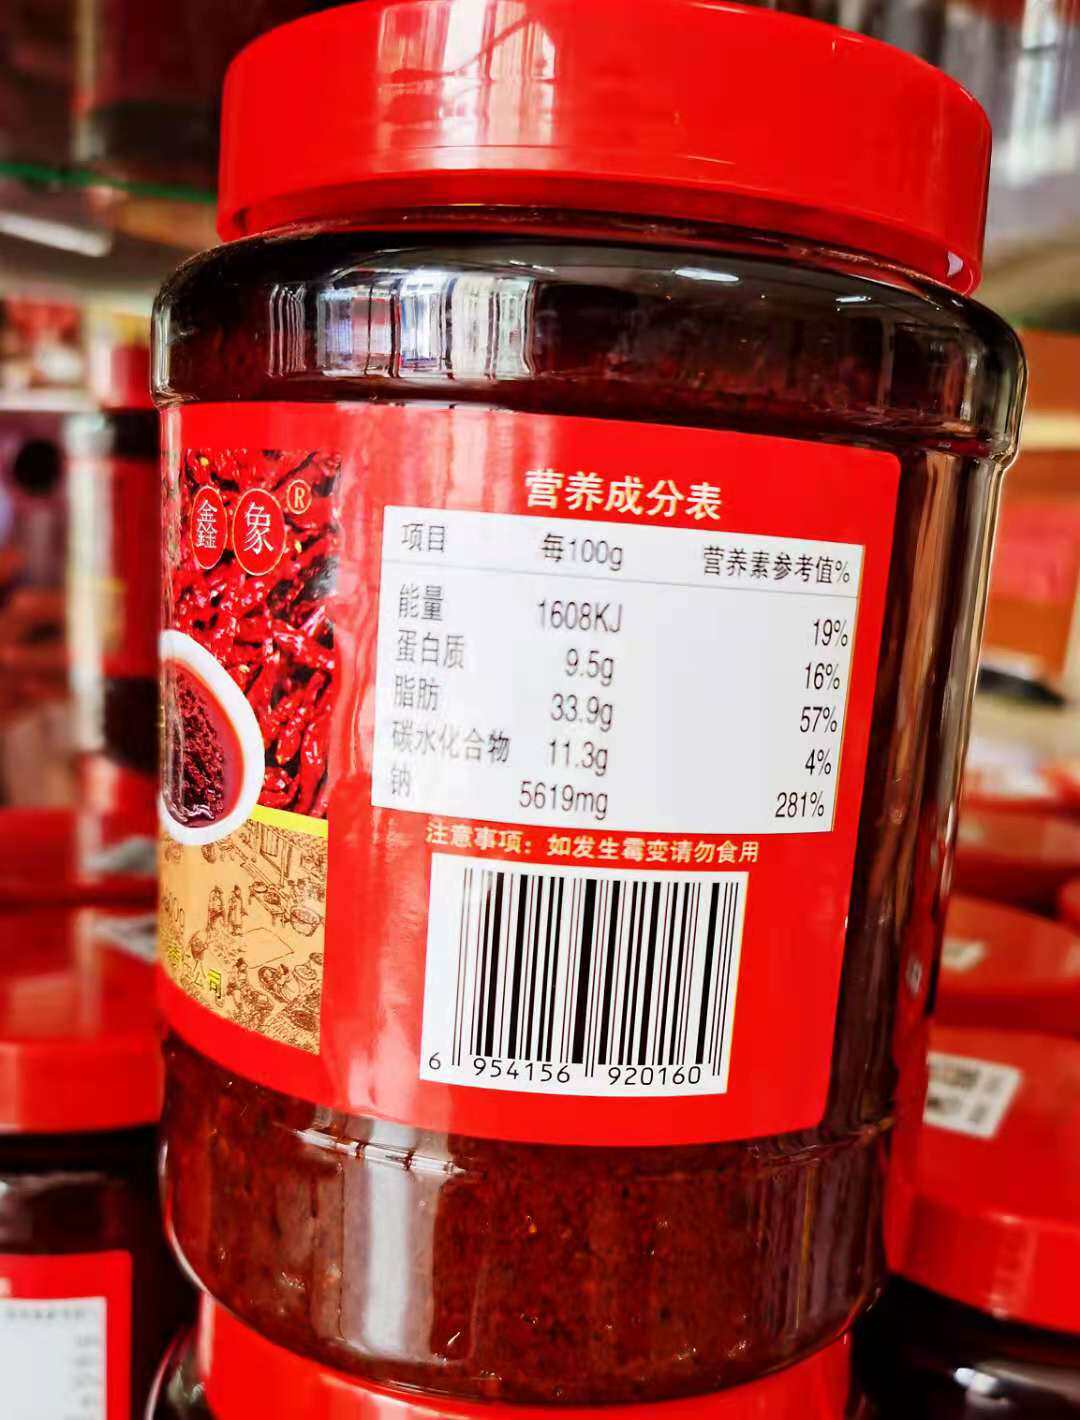 鑫象®
营养成分表
项目 每100g 营养素参考值%
能量 1608KJ 19%
蛋白质 9.5g 16%
脂肪 33.9g 57%
碳水化合物 11.3g 4%
钠 5619mg 281%
注意事项：如发生霉变请勿食用
6 954156 920160
公司